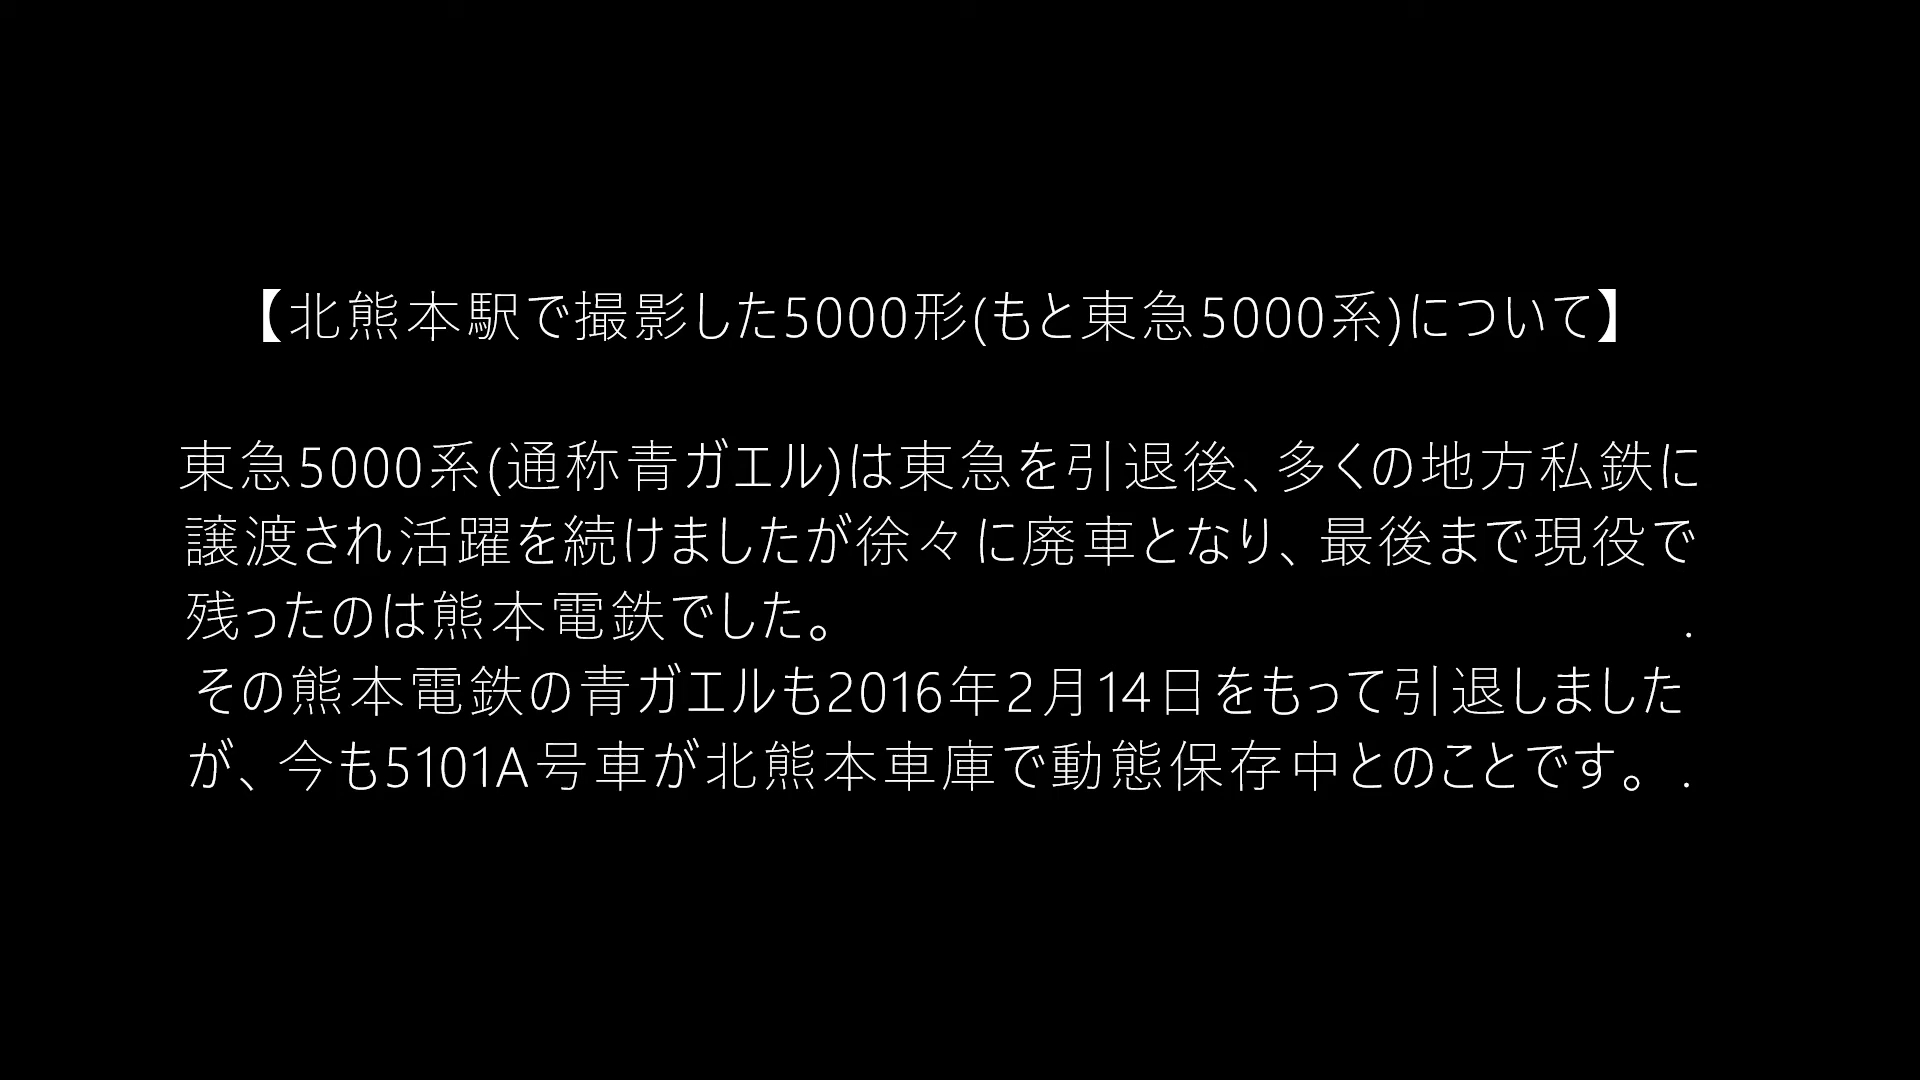 【北熊本駅で撮影した5000形(もと東急5000系)について】
東急5000系(通称青ガエル)は東急を引退後、多くの地方私鉄に
譲渡され活躍を続けましたが徐々に廃車となり、最後まで現役で
残ったのは熊本電鉄でした。 .
その熊本電鉄の青ガエルも2016年2月14日をもって引退しました
が、今も5101A号車が北熊本車庫で動態保存中とのことです。 .